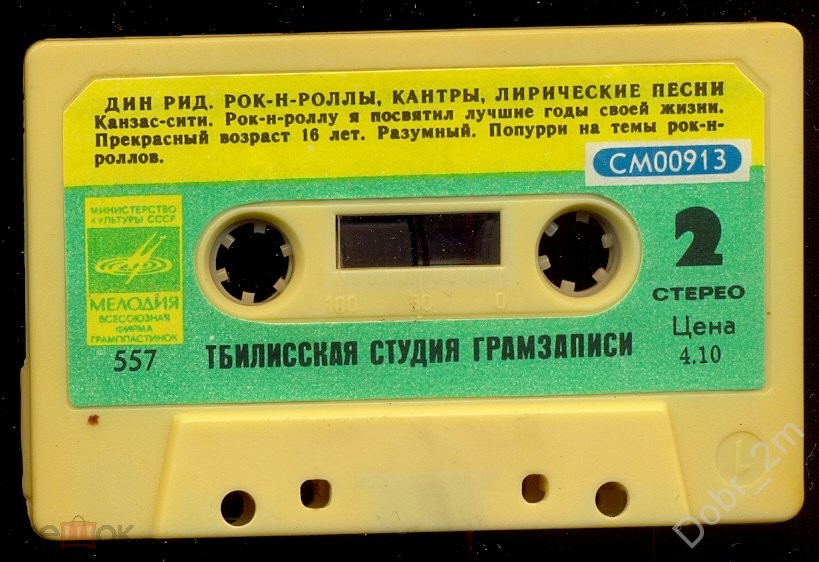 ДИН РИД. РОК-Н-РОЛЛЫ, КАНТРЫ, ЛИРИЧЕСКИЕ ПЕСНИ
Канзас-сити. Рок-н-роллу я посвятил лучшие годы своей жизни.
Прекрасный возраст 16 лет. Разумный. Попурри на темы рок-н-
роллов.
СМ00913
МИНИСТЕРСТВО
КУЛЬТУРЫ СССР
МЕЛОДИЯ
ВСЕСОЮЗНАЯ
ФИРМА
ГРАМПЛАСТИНОК
557
100 50 0
2
СТЕРЕО
Цена
4.10
ТБИЛИССКАЯ СТУДИЯ ГРАМЗАПИСИ
1
ешок
Dobr_2m